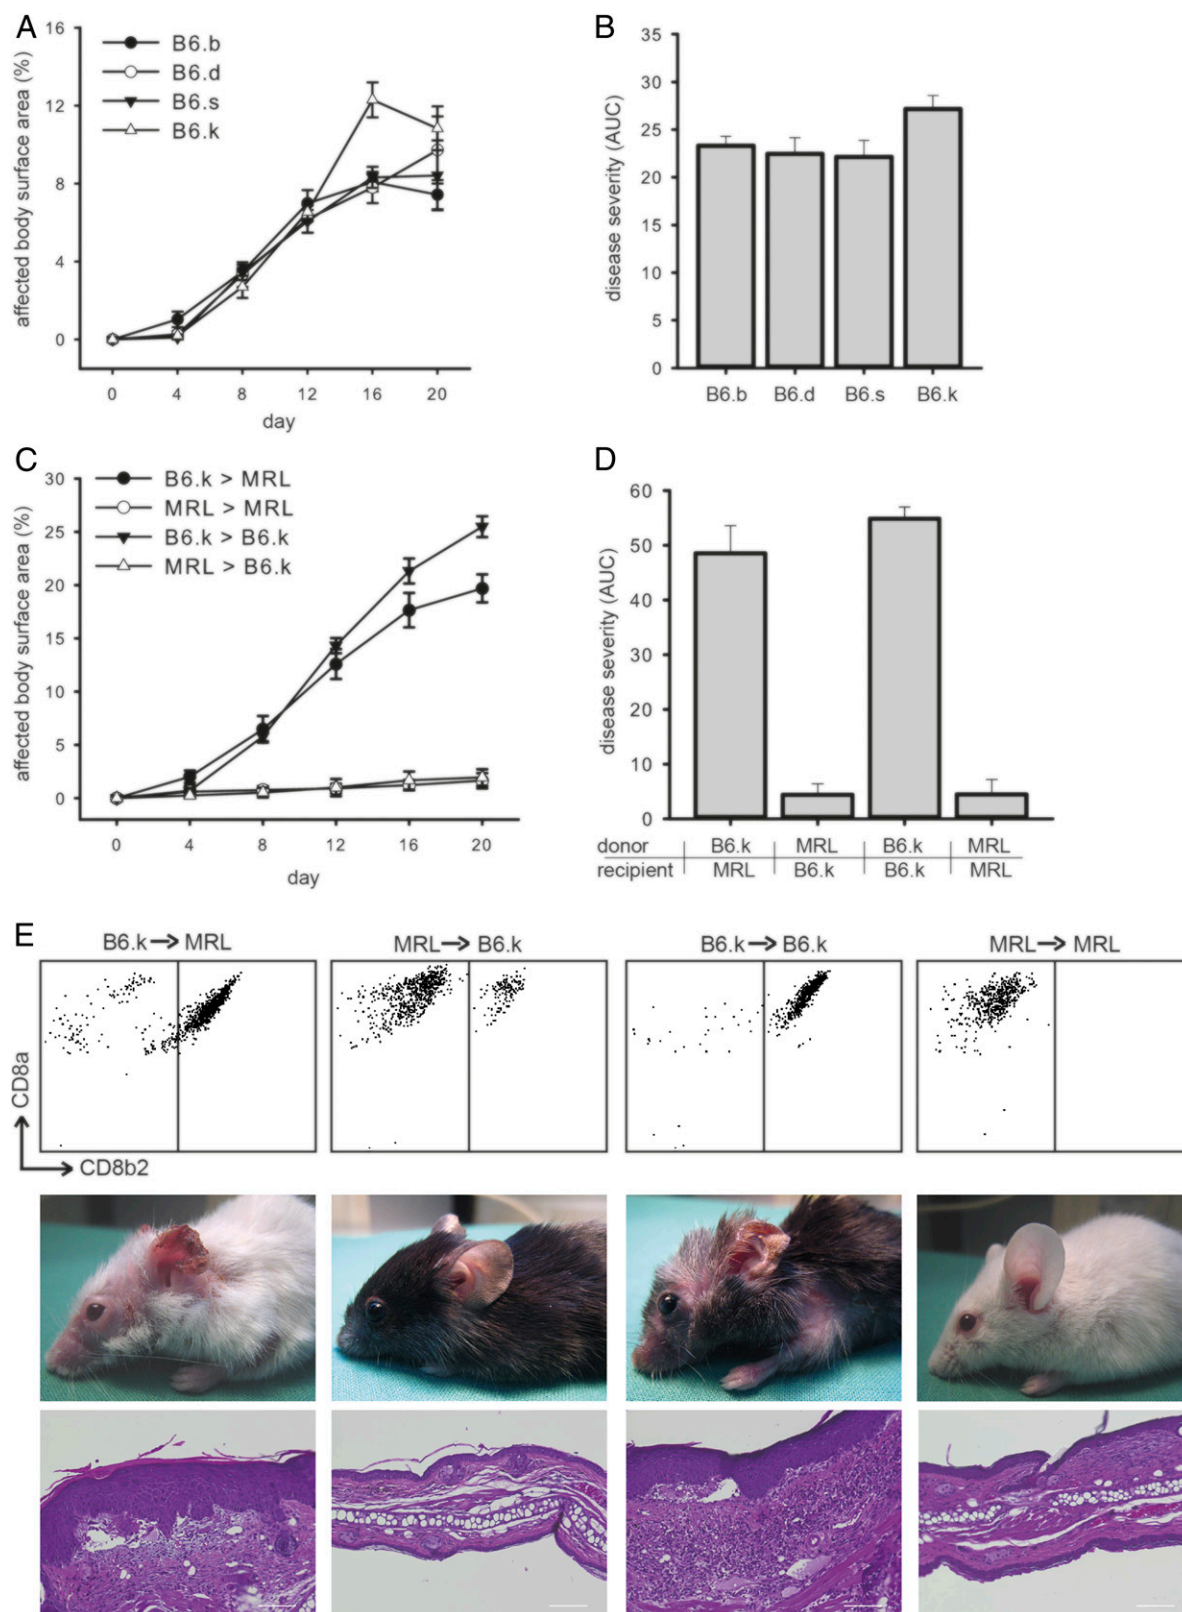 A
affected body surface area (%)
16
12
8
4
0
B6.b
B6.d
B6.s
B6.k
0 4 8 12 16 20
day
B
disease severity (AUC)
35
30
25
20
15
10
5
0
B6.b B6.d B6.s B6.k
C
affected body surface area (%)
30
25
20
15
10
5
0
B6.k > MRL
MRL > MRL
B6.k > B6.k
MRL > B6.k
0 4 8 12 16 20
day
D
disease severity (AUC)
60
50
40
30
20
10
0
donor B6.k MRL B6.k MRL
recipient MRL B6.k B6.k MRL
E
B6.k → MRL
MRL → B6.k
B6.k → B6.k
MRL → MRL
CD8a
CD8b2